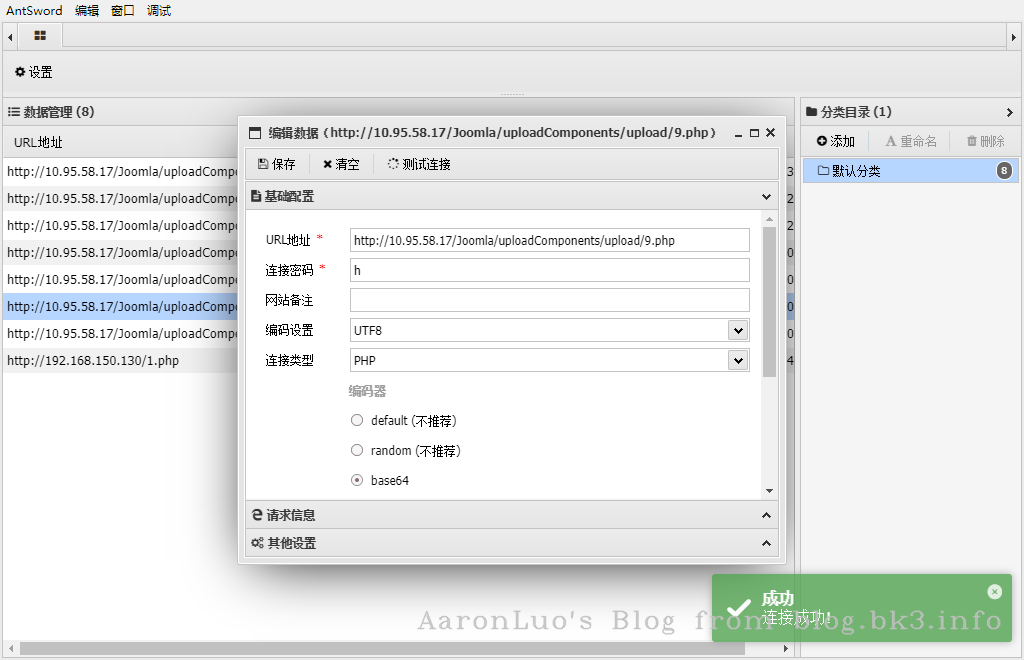 AntSword 编辑 窗口 调试
设置
数据管理 (8)
分类目录 (1)
URL地址
添加 重命名 删除
默认分类 8
http://10.95.58.17/Joomla/uploadCompo
http://10.95.58.17/Joomla/uploadCompo
http://10.95.58.17/Joomla/uploadCompo
http://10.95.58.17/Joomla/uploadCompo
http://10.95.58.17/Joomla/uploadCompo
http://10.95.58.17/Joomla/uploadCompo
http://10.95.58.17/Joomla/uploadCompo
http://192.168.150.130/1.php
3
2
2
0
0
0
0
4
编辑数据 (http://10.95.58.17/Joomla/uploadComponents/upload/9.php)
保存 清空 测试连接
基础配置
URL地址 * http://10.95.58.17/Joomla/uploadComponents/upload/9.php
连接密码 * h
网站备注
编码设置 UTF8
连接类型 PHP
编码器
default (不推荐)
random (不推荐)
base64
请求信息
其他设置
成功
连接成功!
AaronLuo's Blog from blog.bk3.info